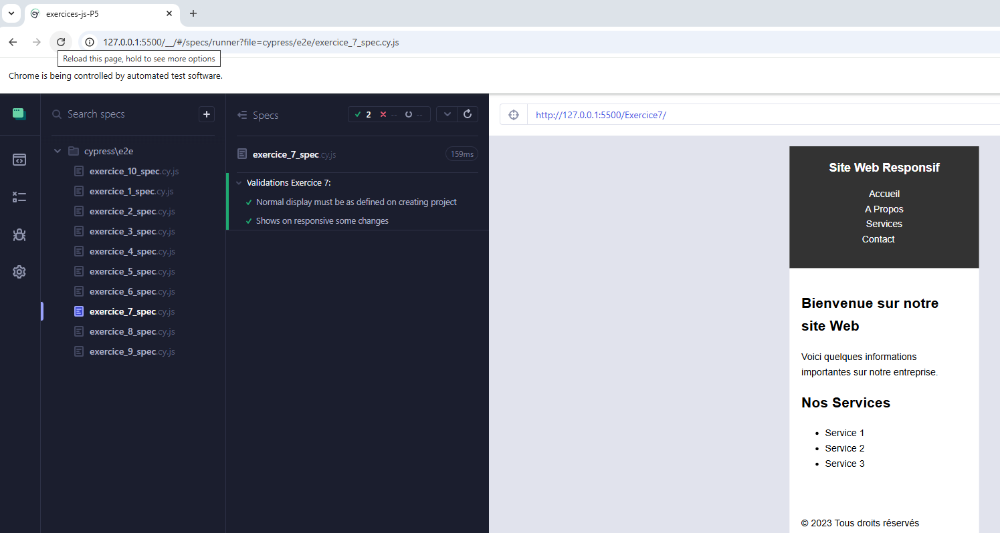 exercices-js-P5
127.0.0.1:5500/__/#/specs/runner?file=cypress/e2e/exercice_7_spec.cy.js
Reload this page, hold to see more options
Chrome is being controlled by automated test software.
Search specs
+
cypress\e2e
exercice_10_spec.cy.js
exercice_1_spec.cy.js
exercice_2_spec.cy.js
exercice_3_spec.cy.js
exercice_4_spec.cy.js
exercice_5_spec.cy.js
exercice_6_spec.cy.js
exercice_7_spec.cy.js
exercice_8_spec.cy.js
exercice_9_spec.cy.js
Specs
2 -- --
exercice_7_spec.cy.js 159ms
Validations Exercice 7:
Normal display must be as defined on creating project
Shows on responsive some changes
http://127.0.0.1:5500/Exercice7/
Site Web Responsif
Accueil
A Propos
Services
Contact
Bienvenue sur notre
site Web
Voici quelques informations
importantes sur notre entreprise.
Nos Services
• Service 1
• Service 2
• Service 3
© 2023 Tous droits réservés